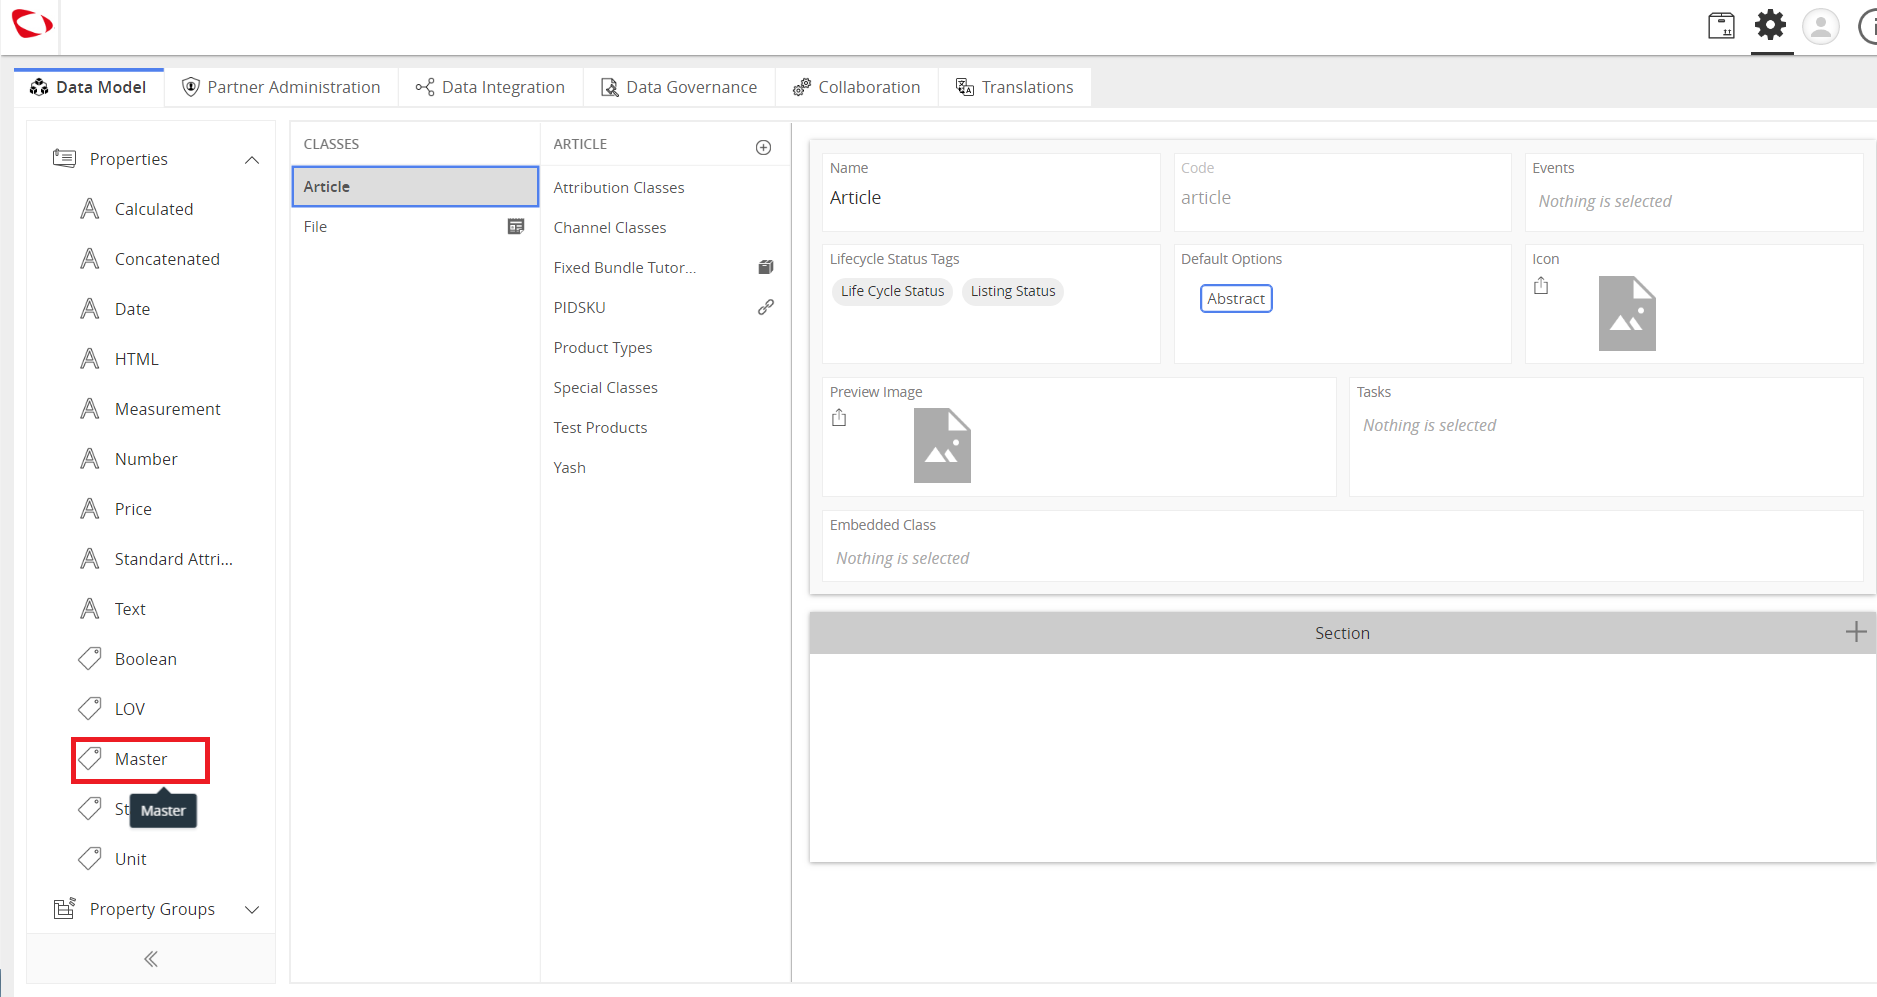 Data Model
Partner Administration
Data Integration
Data Governance
Collaboration
Translations
Properties
Calculated
Concatenated
Date
HTML
Measurement
Number
Price
Standard Attri...
Text
Boolean
LOV
Master
St
Master
Unit
Property Groups
CLASSES
Article
File
ARTICLE
Attribution Classes
Channel Classes
Fixed Bundle Tutor...
PIDSKU
Product Types
Special Classes
Test Products
Yash
Name
Article
Code
article
Events
Nothing is selected
Lifecycle Status Tags
Life Cycle Status
Listing Status
Default Options
Abstract
Icon
Preview Image
Tasks
Nothing is selected
Embedded Class
Nothing is selected
Section